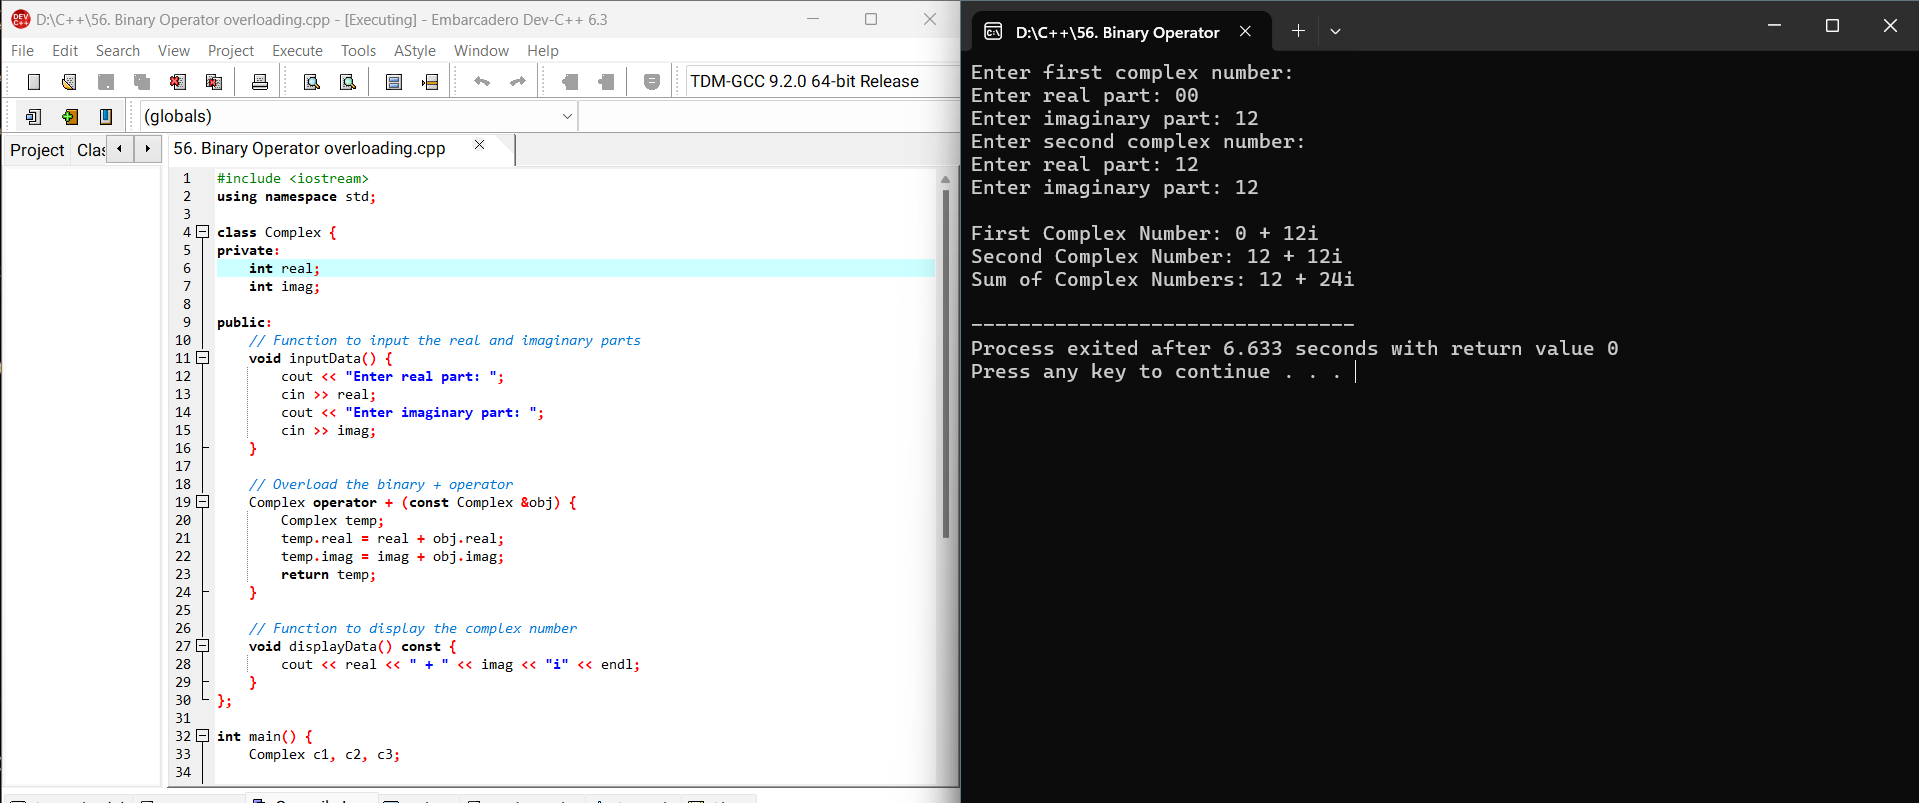 D:\C++\56. Binary Operator overloading.cpp - [Executing] - Embarcadero Dev-C++ 6.3
File Edit Search View Project Execute Tools AStyle Window Help
TDM-GCC 9.2.0 64-bit Release
(globals)
Project Clas
56. Binary Operator overloading.cpp
1 #include <iostream>
2 using namespace std;
3
4 class Complex {
5 private:
6     int real;
7     int imag;
8
9 public:
10     // Function to input the real and imaginary parts
11     void inputData() {
12         cout << "Enter real part: ";
13         cin >> real;
14         cout << "Enter imaginary part: ";
15         cin >> imag;
16     }
17
18     // Overload the binary + operator
19     Complex operator + (const Complex &obj) {
20         Complex temp;
21         temp.real = real + obj.real;
22         temp.imag = imag + obj.imag;
23         return temp;
24     }
25
26     // Function to display the complex number
27     void displayData() const {
28         cout << real << " + " << imag << "i" << endl;
29     }
30 };
31
32 int main() {
33     Complex c1, c2, c3;
34
D:\C++\56. Binary Operator
Enter first complex number:
Enter real part: 00
Enter imaginary part: 12
Enter second complex number:
Enter real part: 12
Enter imaginary part: 12
First Complex Number: 0 + 12i
Second Complex Number: 12 + 12i
Sum of Complex Numbers: 12 + 24i
--------------------------------
Process exited after 6.633 seconds with return value 0
Press any key to continue . . .